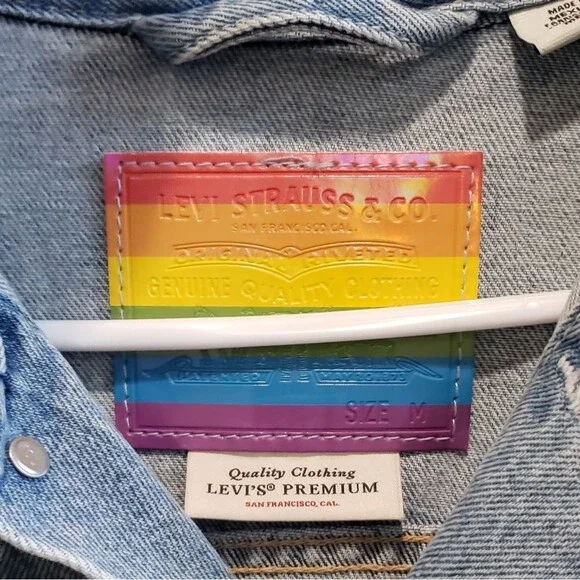 MADE
MEX
LEVI STRAUSS & CO.
SAN FRANCISCO CAL.
ORIGINAL RIVETED
GENUINE QUALITY CLOTHING
SIZE M
Quality Clothing
LEVI'S® PREMIUM
SAN FRANCISCO, CAL.